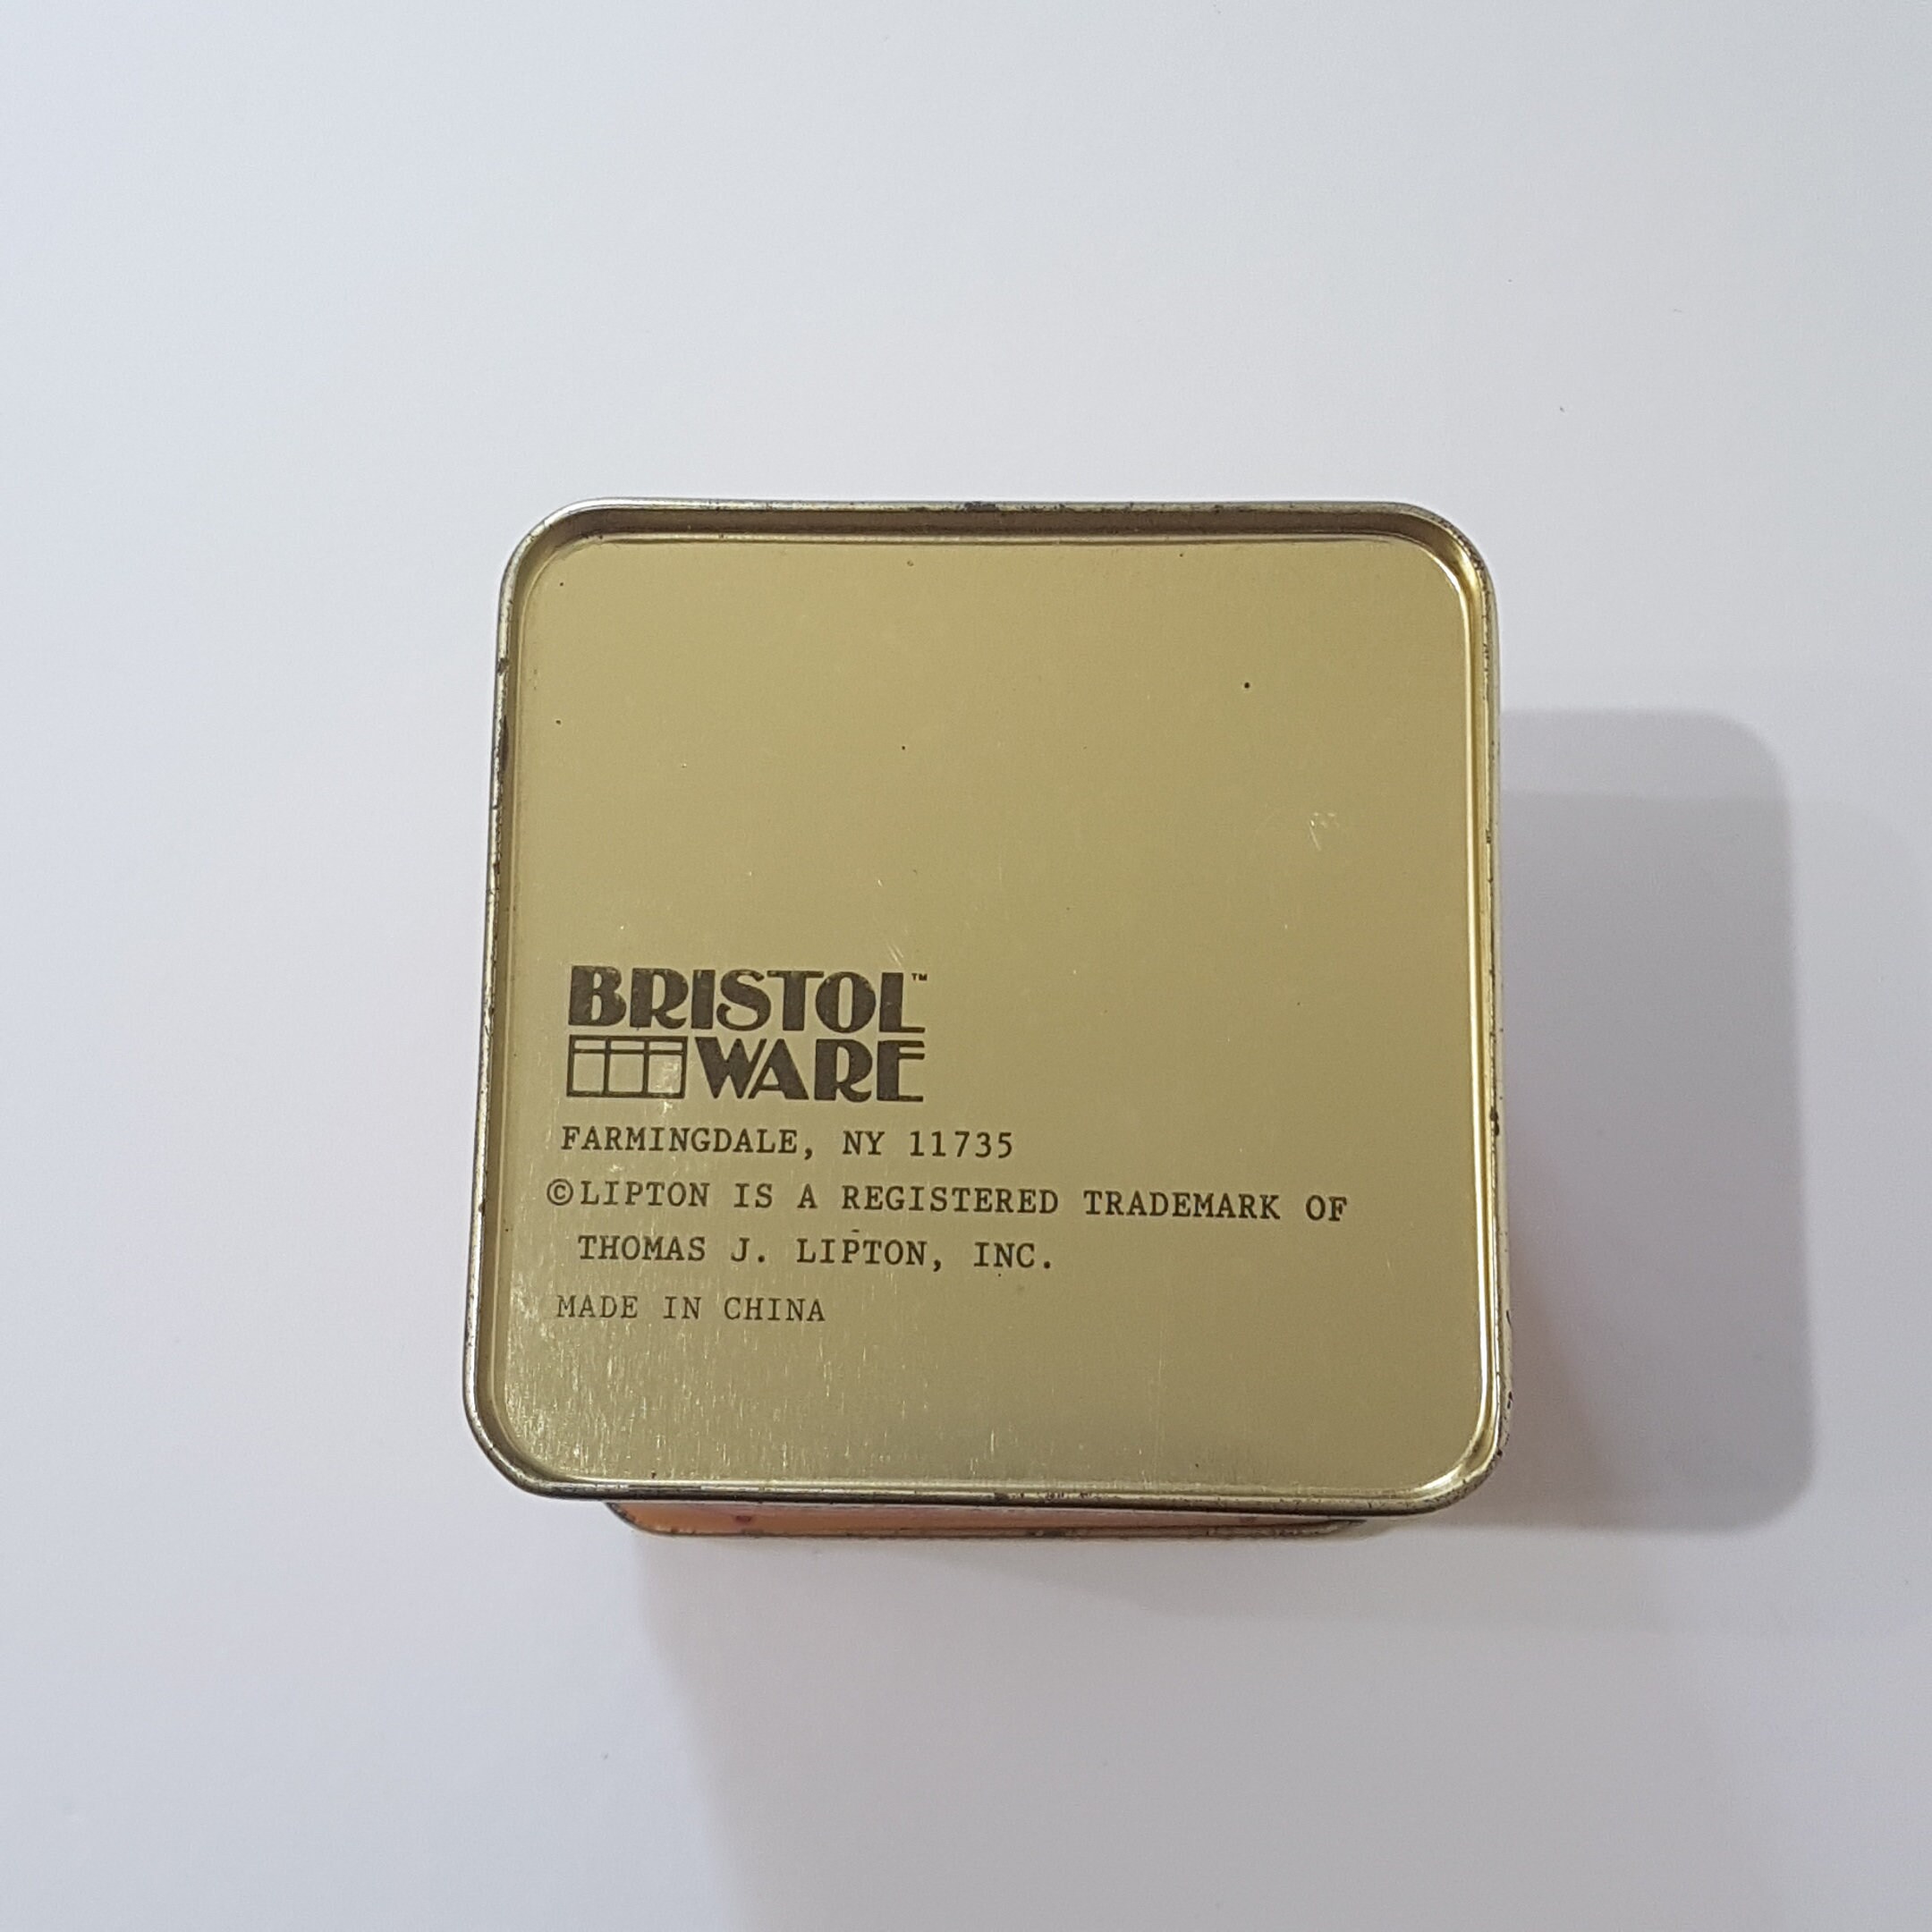 BRISTOL™
WARE
FARMINGDALE, NY 11735
©LIPTON IS A REGISTERED TRADEMARK OF
THOMAS J. LIPTON, INC.
MADE IN CHINA